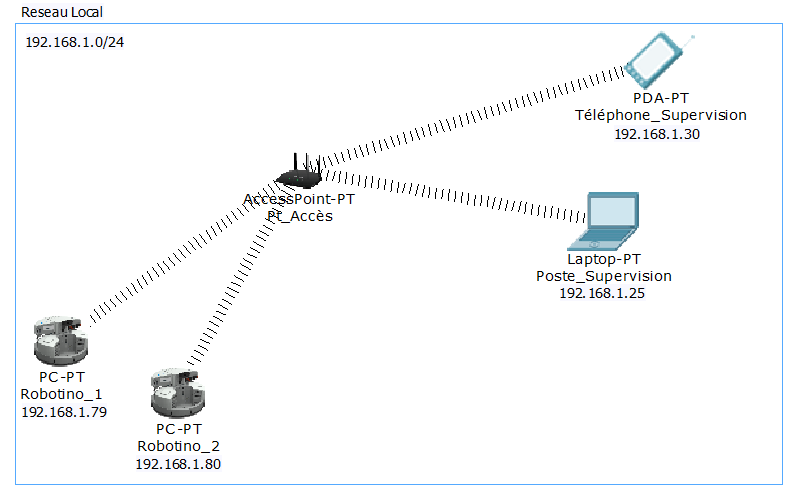 Reseau Local
192.168.1.0/24
PDA-PT
Téléphone_Supervision
192.168.1.30
AccessPoint-PT
Pt_Accès
Laptop-PT
Poste_Supervision
192.168.1.25
PC-PT
Robotino_1
192.168.1.79
PC-PT
Robotino_2
192.168.1.80